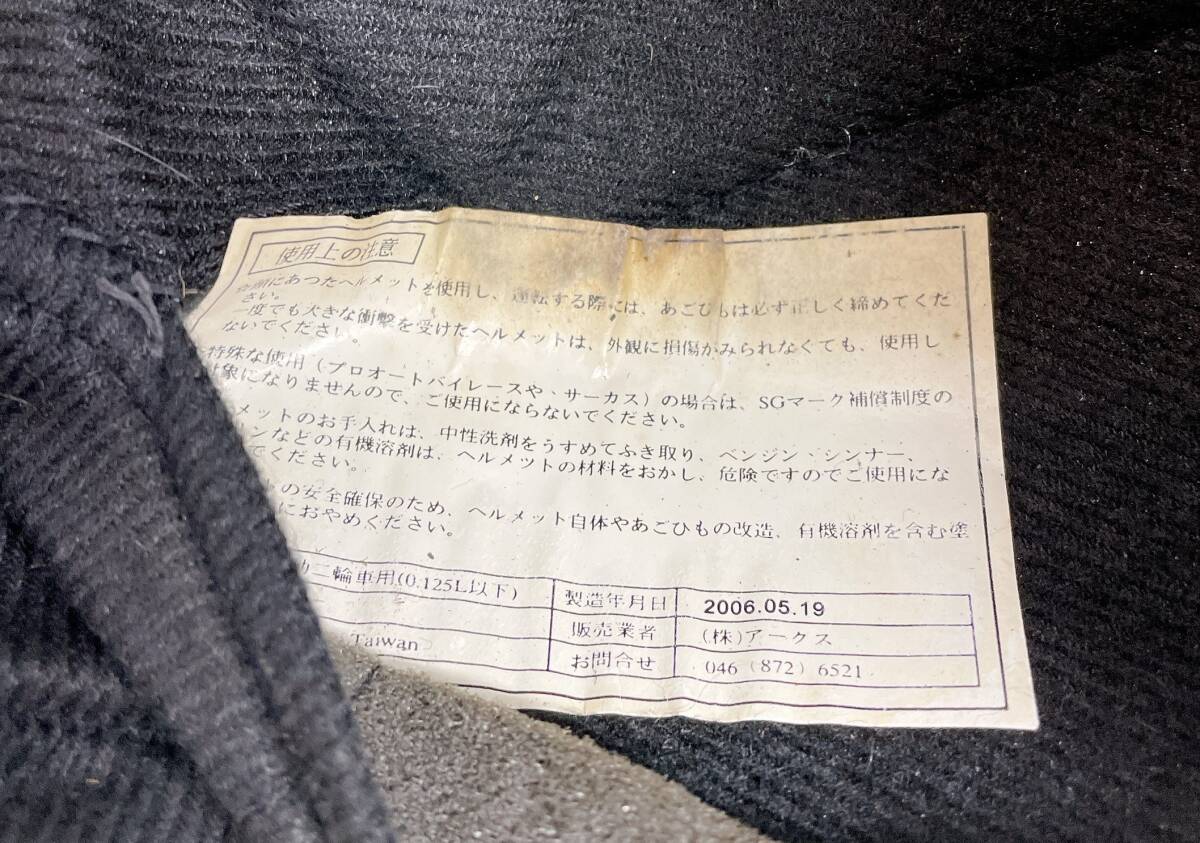 使用上の注意
にあつたヘルメットを使用し、運転する際には、あごひもは必ず正しく締めてくだ
さい。
一度でも大きな衝撃を受けたヘルメットは、外観に損傷がみられなくても、使用し
ないでください。
特殊な使用（プロオートバイレースや、サーカス）の場合は、SGマーク補償制度の
対象になりませんので、ご使用にならないでください。
メットのお手入れは、中性洗剤をうすめてふき取り、ベンジン、シンナー、
ンなどの有機溶剤は、ヘルメットの材料をおかし、危険ですのでご使用にな
でください。
の安全確保のため、ヘルメット自体やあごひもの改造、有機溶剤を含む塗
におやめください。
二輪車用(0.125L以下)
製造年月日 2006.05.19
販売業者 (株)アークス
Taiwan
お問合せ 046（872）6521